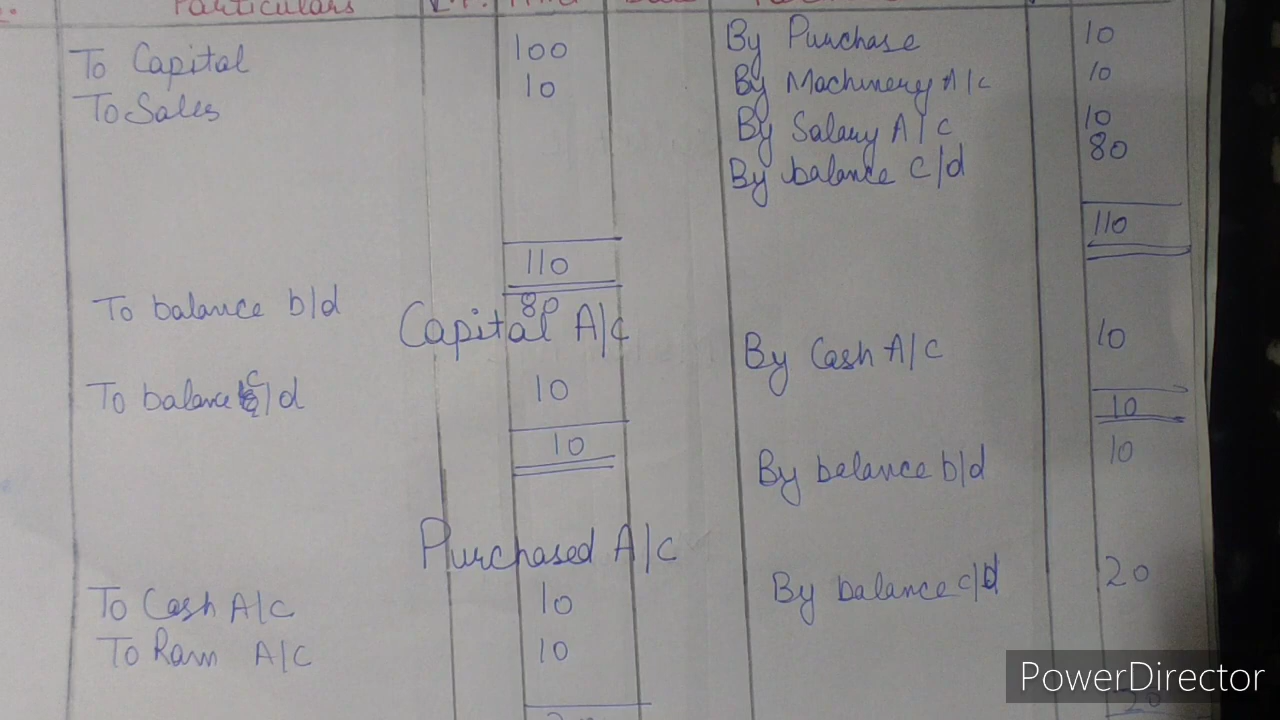 Particulars
To Capital 100 By Purchase 10
To Sales 10 By Machinery A/c 10
By Salary A/c 10
By balance c/d 80
110 110
To balance b/d 80
Capital A/c
By Cash A/c 10
To balance c/d 10
10 10
By balance b/d 10
Purchased A/c
To Cash A/c 10 By balance c/d 20
To Ram A/c 10
20
PowerDirector